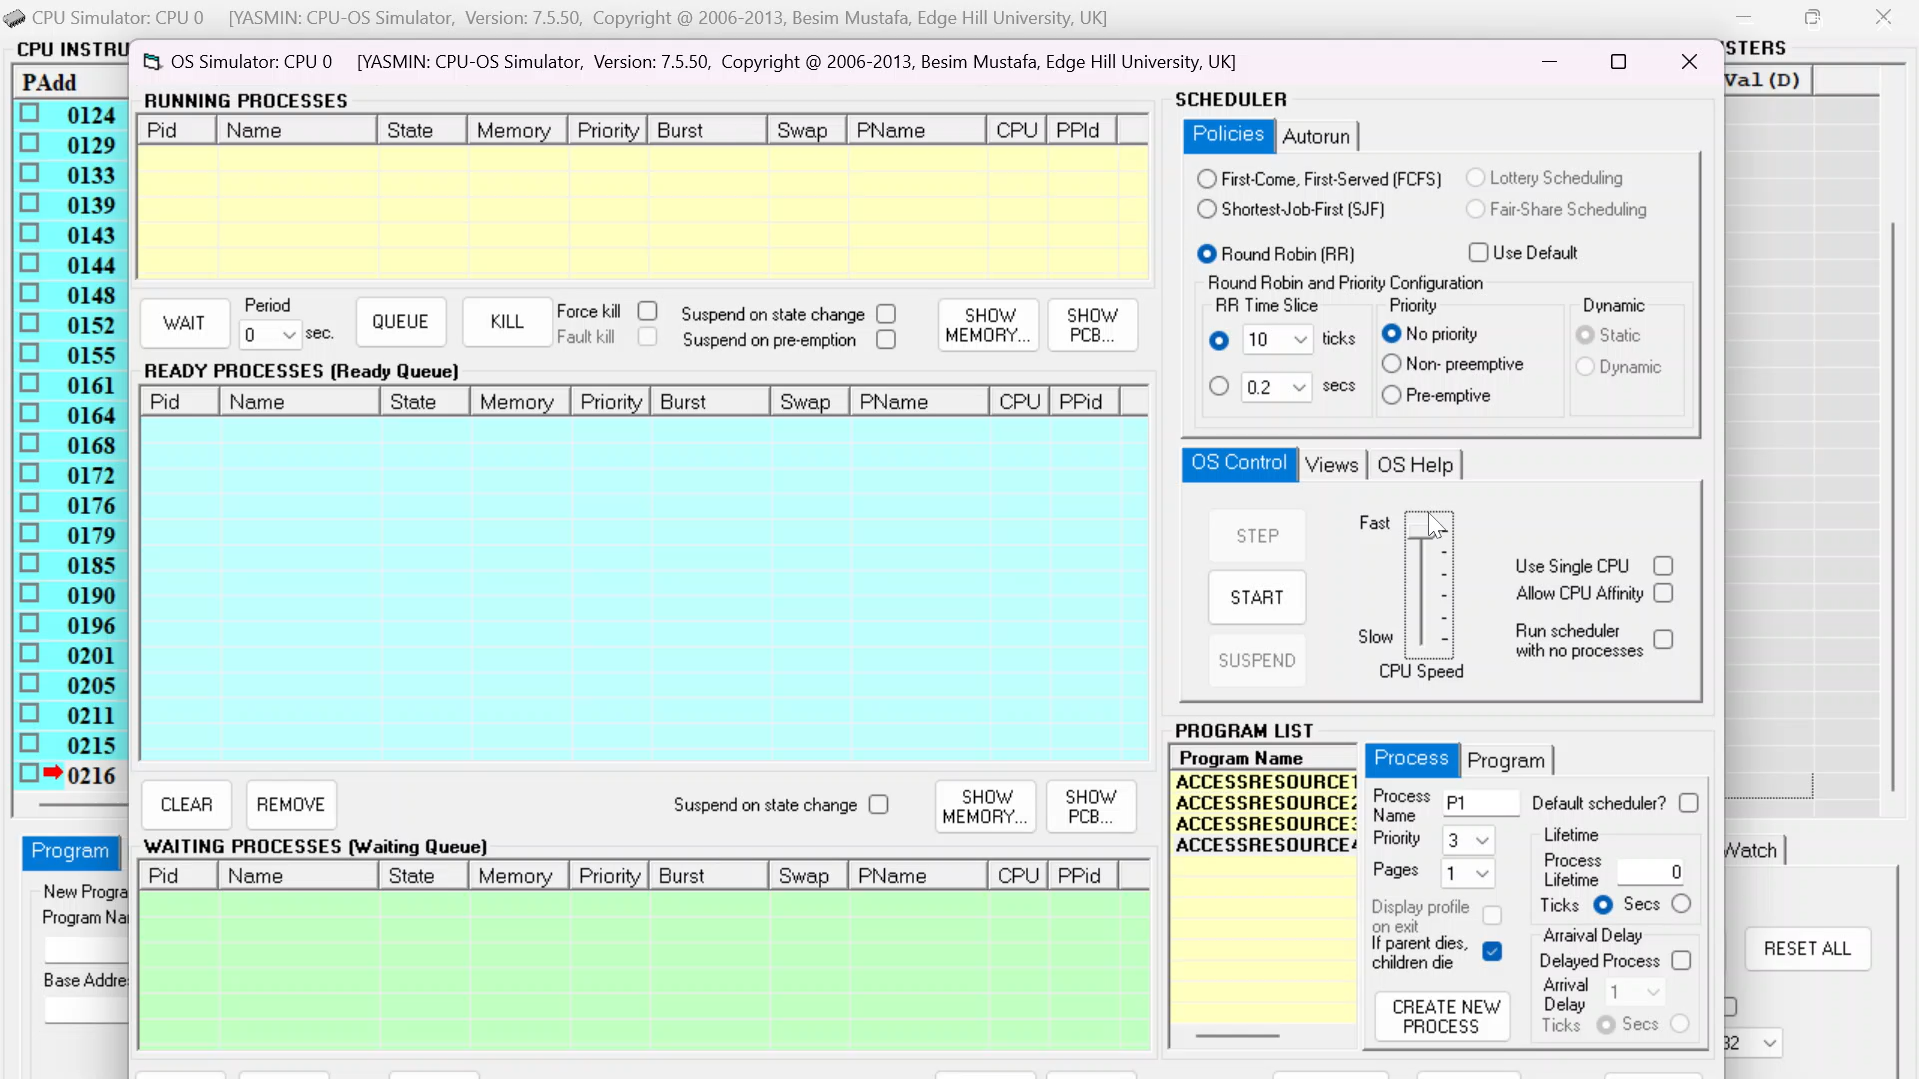 CPU Simulator: CPU 0 [YASMIN: CPU-OS Simulator, Version: 7.5.50, Copyright @ 2006-2013, Besim Mustafa, Edge Hill University, UK]
CPU INSTRU
STERS
OS Simulator: CPU 0 [YASMIN: CPU-OS Simulator, Version: 7.5.50, Copyright @ 2006-2013, Besim Mustafa, Edge Hill University, UK]
PAdd
Val (D)
0124
0129
0133
0139
0143
0144
0148
0152
0155
0161
0164
0168
0172
0176
0179
0185
0190
0196
0201
0205
0211
0215
0216
Program
New Progra
Program Na
Base Addre
RUNNING PROCESSES
Pid Name State Memory Priority Burst Swap PName CPU PPId
WAIT
Period
0 sec.
QUEUE
KILL
Force kill
Fault kill
Suspend on state change
Suspend on pre-emption
SHOW
MEMORY...
SHOW
PCB...
READY PROCESSES (Ready Queue)
Pid Name State Memory Priority Burst Swap PName CPU PPid
CLEAR
REMOVE
Suspend on state change
SHOW
MEMORY...
SHOW
PCB...
WAITING PROCESSES (Waiting Queue)
Pid Name State Memory Priority Burst Swap PName CPU PPid
SCHEDULER
Policies Autorun
First-Come, First-Served (FCFS)
Lottery Scheduling
Shortest-Job-First (SJF)
Fair-Share Scheduling
Round Robin (RR)
Use Default
Round Robin and Priority Configuration
RR Time Slice
10 ticks
0.2 secs
Priority
No priority
Non- preemptive
Pre-emptive
Dynamic
Static
Dynamic
OS Control Views OS Help
STEP
START
SUSPEND
Fast
Slow
CPU Speed
Use Single CPU
Allow CPU Affinity
Run scheduler
with no processes
PROGRAM LIST
Program Name
ACCESSRESOURCE1
ACCESSRESOURCE2
ACCESSRESOURCE3
ACCESSRESOURCE4
Process Program
Process
Name P1
Priority 3
Pages 1
Display profile
on exit
If parent dies,
children die
CREATE NEW
PROCESS
Default scheduler?
Lifetime
Process
Lifetime 0
Ticks Secs
Arraival Delay
Delayed Process
Arrival
Delay 1
Ticks Secs
Watch
RESET ALL
32